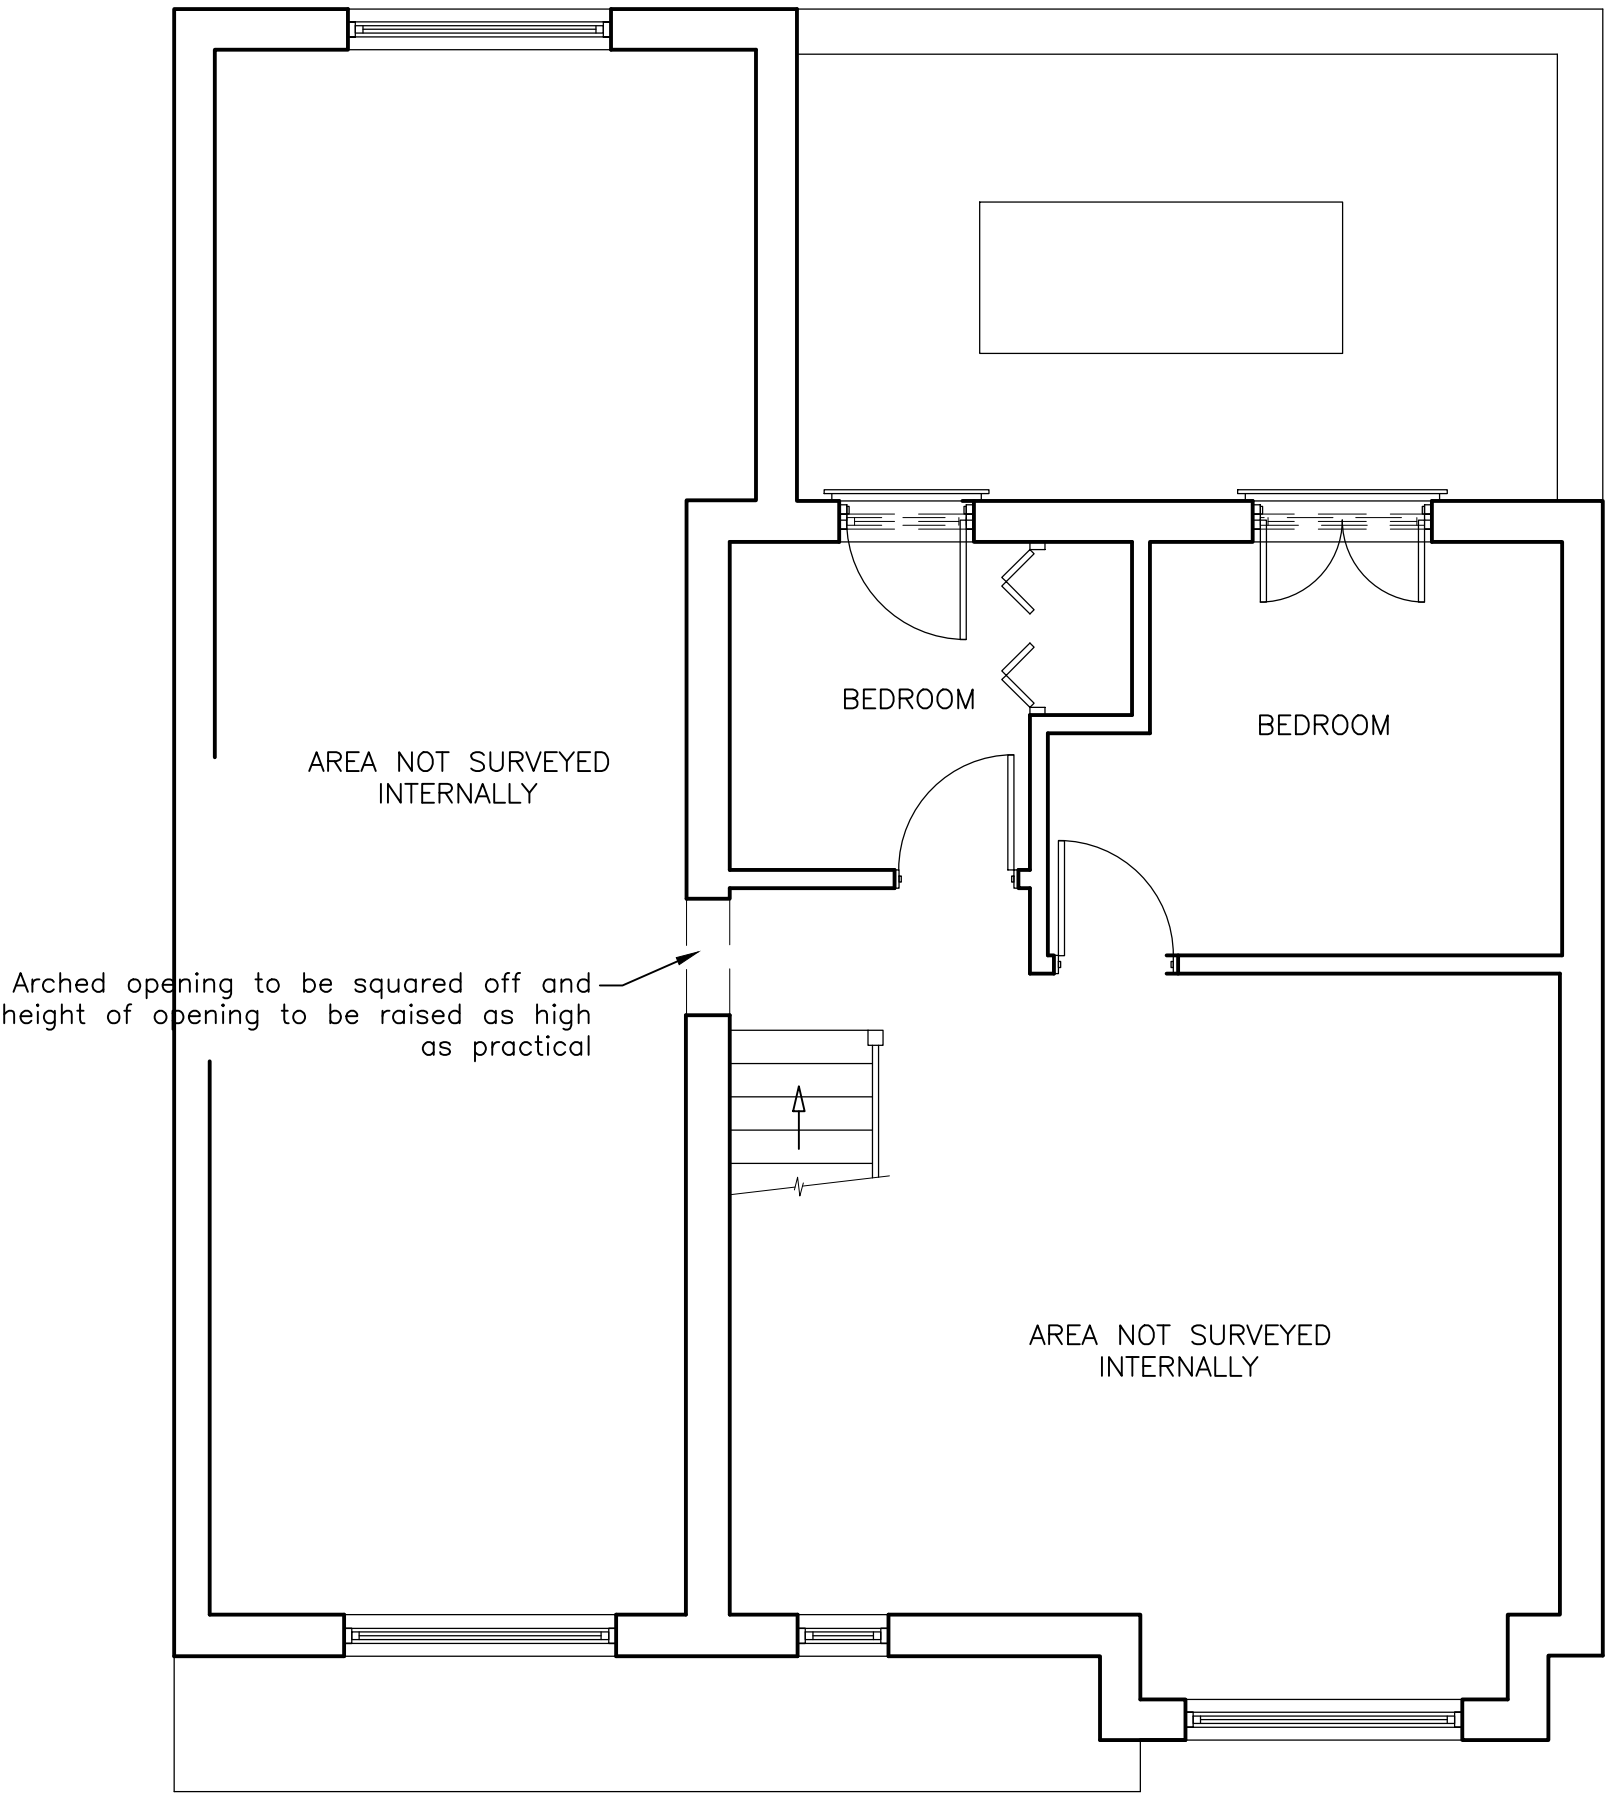 BEDROOM
BEDROOM
AREA NOT SURVEYED
INTERNALLY
Arched opening to be squared off and
height of opening to be raised as high
as practical
AREA NOT SURVEYED
INTERNALLY